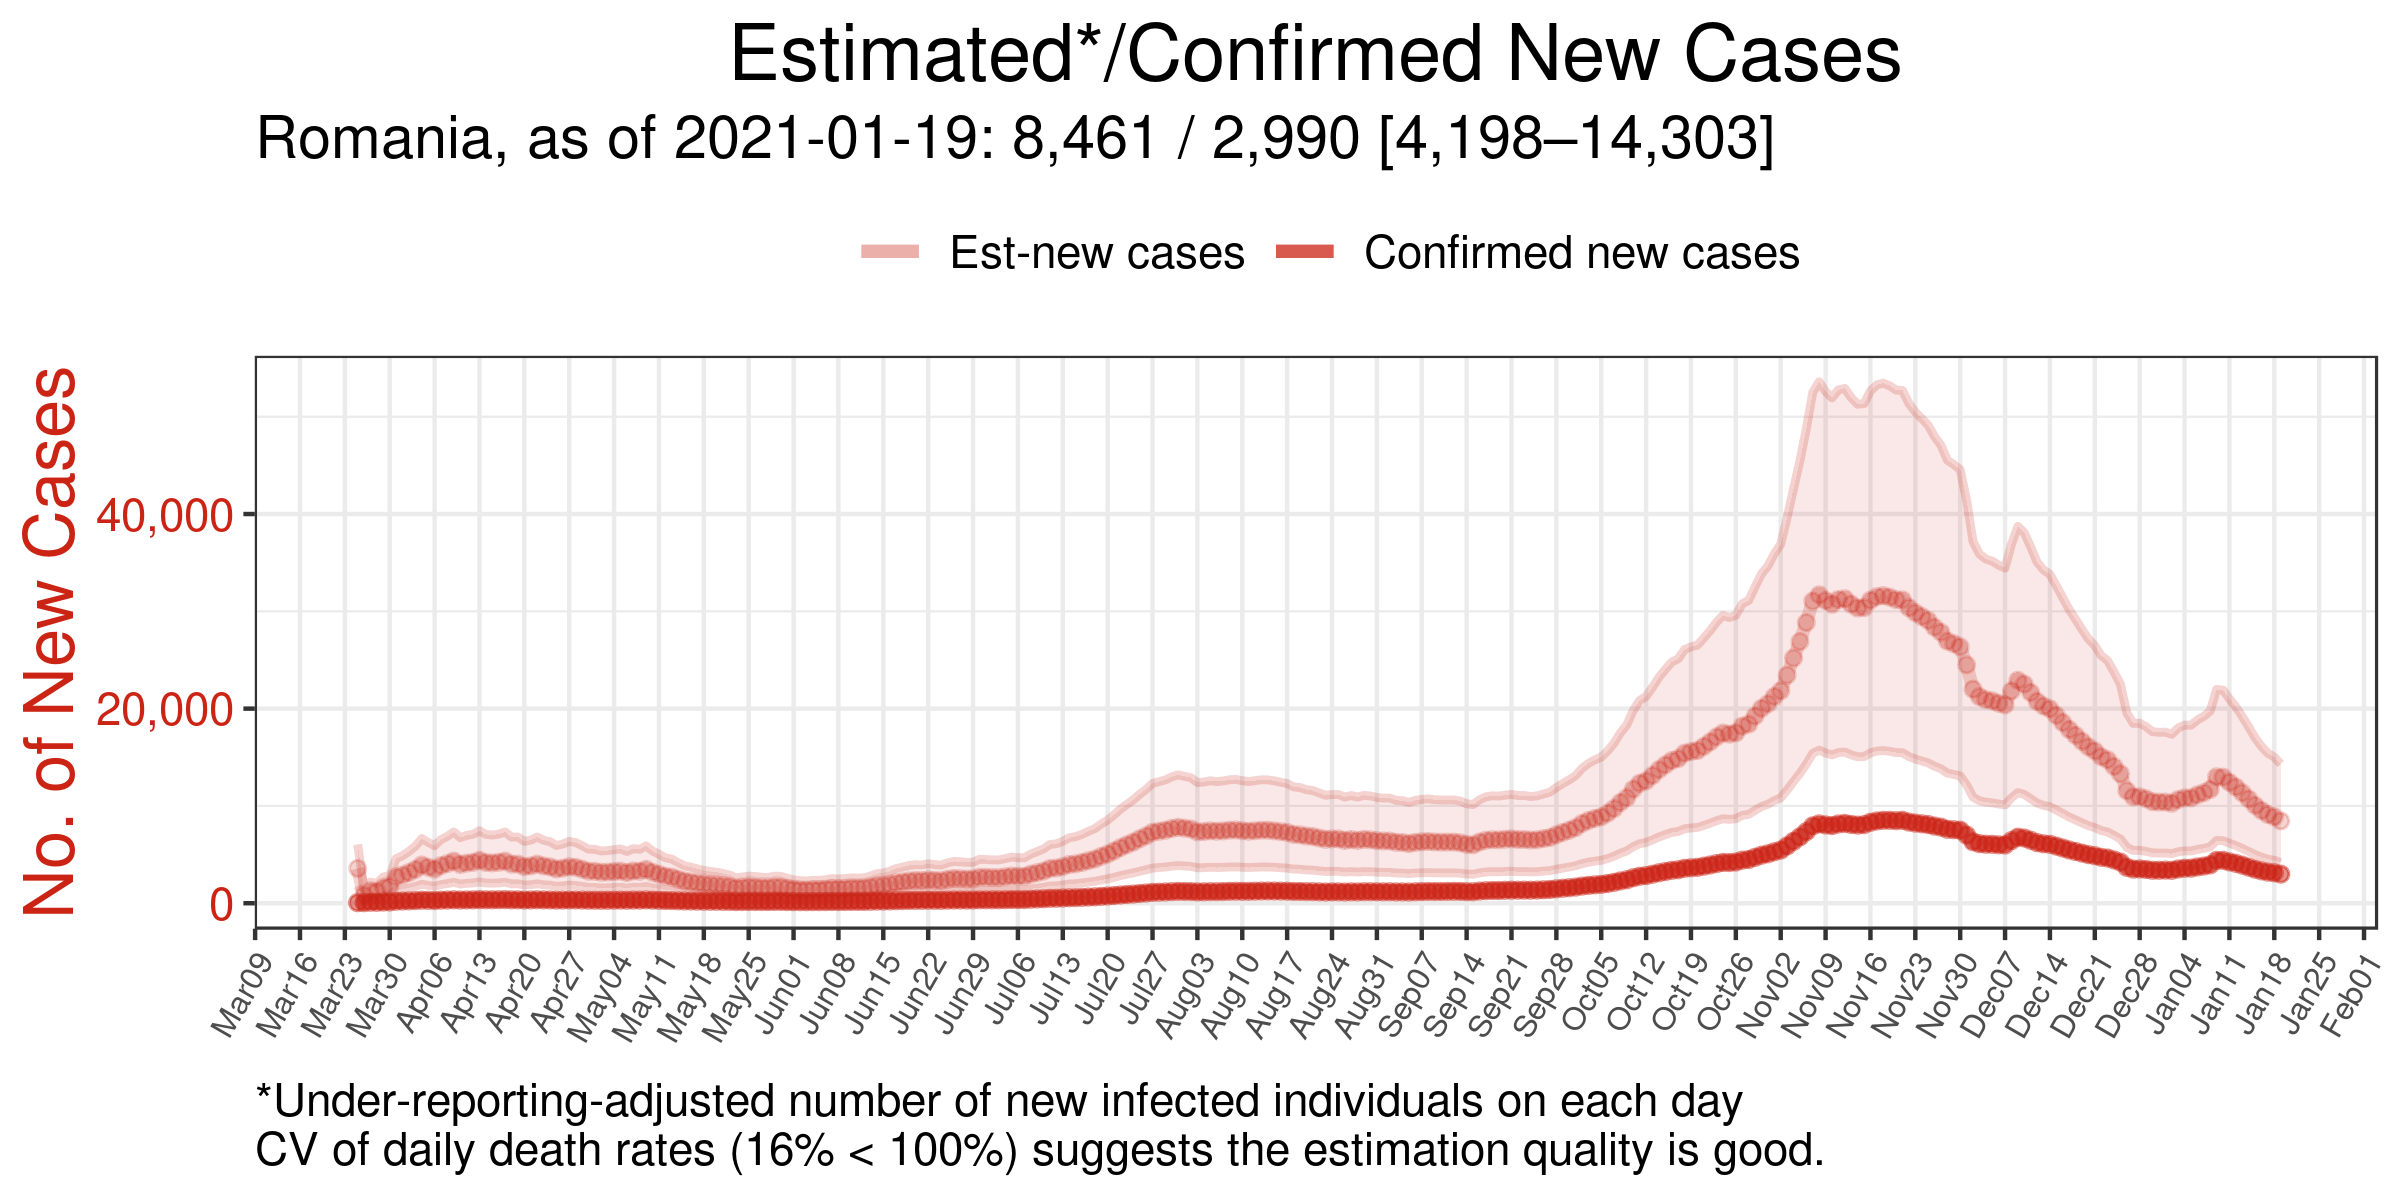 Estimated*/Confirmed New Cases
Romania, as of 2021-01-19: 8,461 / 2,990 [4,198–14,303]
Est-new cases
Confirmed new cases
No. of New Cases
40,000
20,000
0
Mar09
Mar16
Mar23
Mar30
Apr06
Apr13
Apr20
Apr27
May04
May11
May18
May25
Jun01
Jun08
Jun15
Jun22
Jun29
Jul06
Jul13
Jul20
Jul27
Aug03
Aug10
Aug17
Aug24
Aug31
Sep07
Sep14
Sep21
Sep28
Oct05
Oct12
Oct19
Oct26
Nov02
Nov09
Nov16
Nov23
Nov30
Dec07
Dec14
Dec21
Dec28
Jan04
Jan11
Jan18
Jan25
Feb01
*Under-reporting-adjusted number of new infected individuals on each day
CV of daily death rates (16% < 100%) suggests the estimation quality is good.